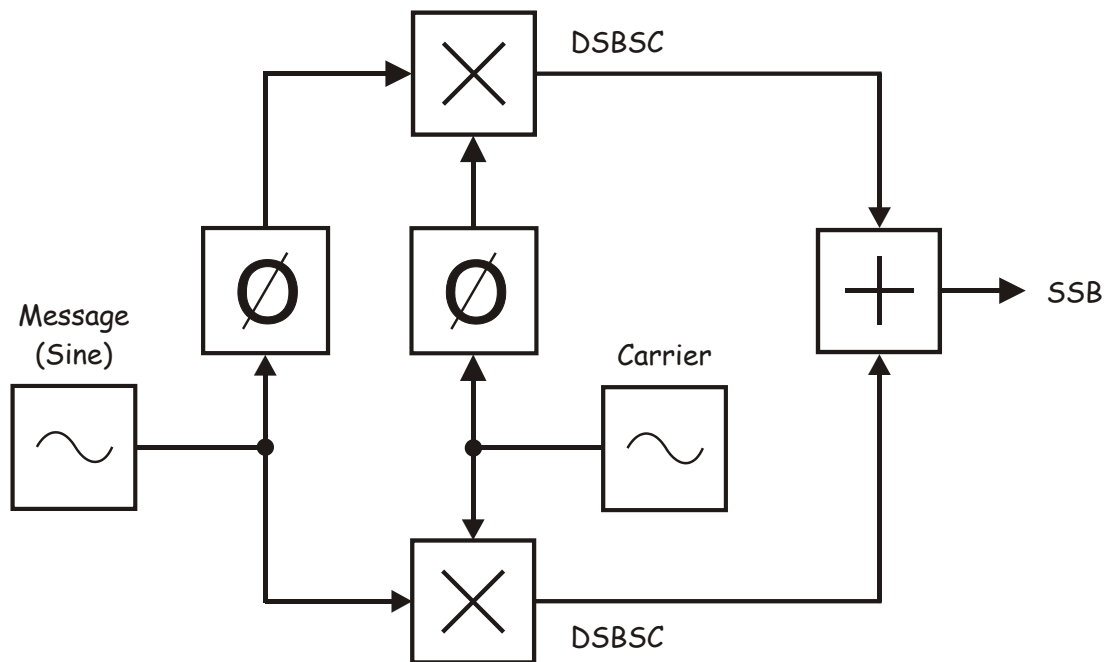 DSBSC
Ø
Ø
Message
(Sine)
Carrier
SSB
DSBSC